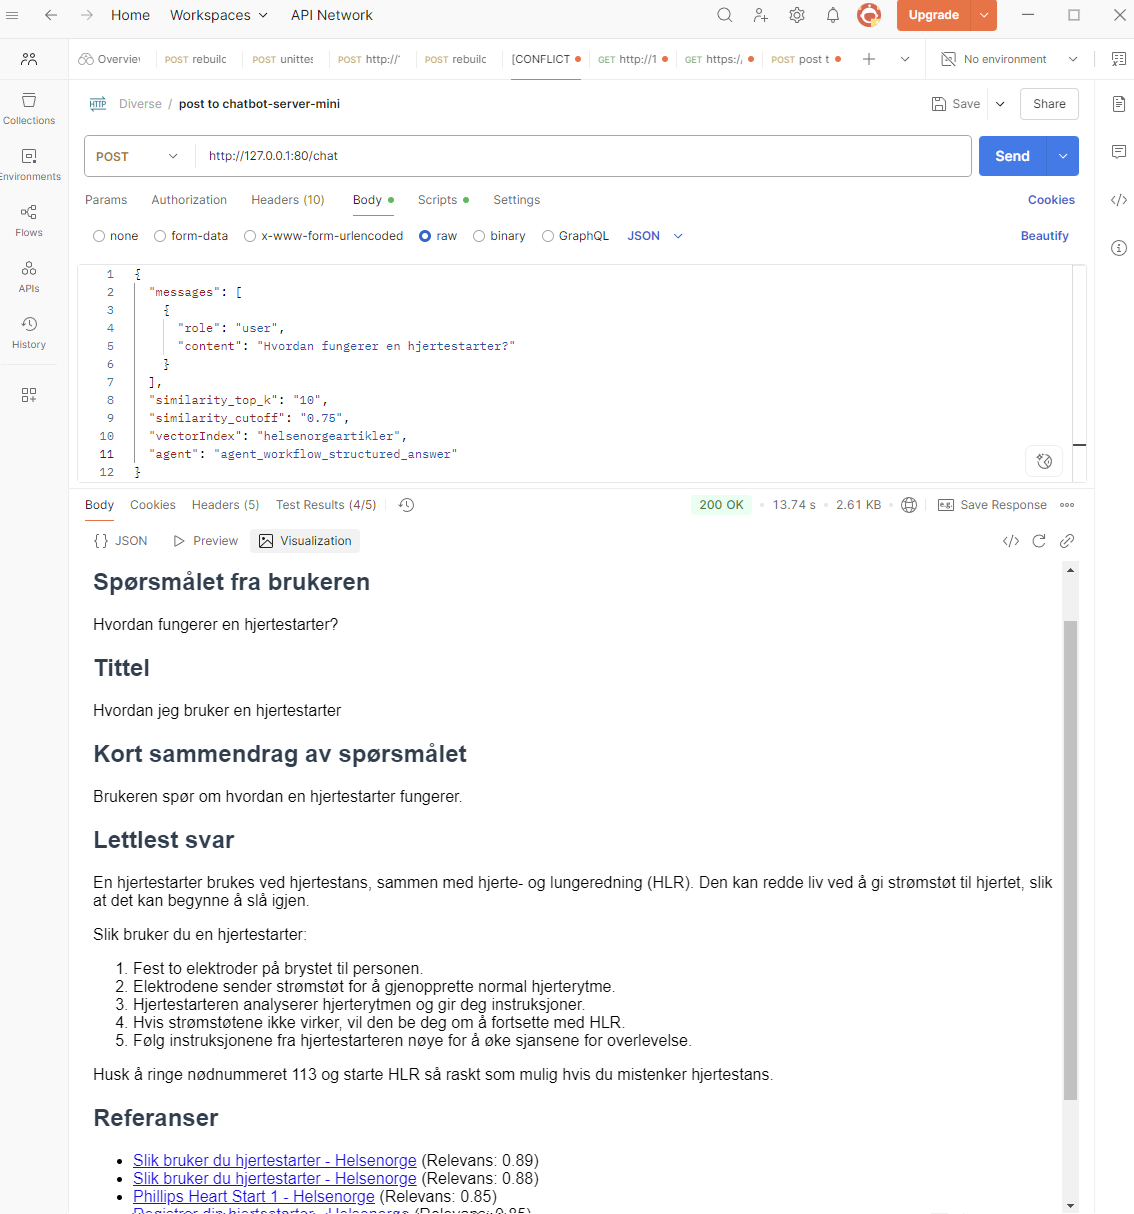 Home Workspaces API Network Upgrade
Overvie POST rebuilc POST unittes POST http://' POST rebuilc [CONFLICT GET http://1 GET https:/, POST post t No environment
HTTP Diverse / post to chatbot-server-mini Save Share
Collections
Environments
Flows
APIs
History
POST http://127.0.0.1:80/chat Send
Params Authorization Headers (10) Body Scripts Settings Cookies
none form-data x-www-form-urlencoded raw binary GraphQL JSON Beautify
1 {
2 "messages": [
3 {
4 "role": "user",
5 "content": "Hvordan fungerer en hjertestarter?"
6 }
7 ],
8 "similarity_top_k": "10",
9 "similarity_cutoff": "0.75",
10 "vectorIndex": "helsenorgeartikler",
11 "agent": "agent_workflow_structured_answer"
12 }
Body Cookies Headers (5) Test Results (4/5) 200 OK 13.74 s 2.61 KB e.g. Save Response
{} JSON Preview Visualization
Spørsmålet fra brukeren
Hvordan fungerer en hjertestarter?
Tittel
Hvordan jeg bruker en hjertestarter
Kort sammendrag av spørsmålet
Brukeren spør om hvordan en hjertestarter fungerer.
Lettlest svar
En hjertestarter brukes ved hjertestans, sammen med hjerte- og lungeredning (HLR). Den kan redde liv ved å gi strømstøt til hjertet, slik
at det kan begynne å slå igjen.
Slik bruker du en hjertestarter:
1. Fest to elektroder på brystet til personen.
2. Elektrodene sender strømstøt for å gjenopprette normal hjerterytme.
3. Hjertestarteren analyserer hjerterytmen og gir deg instruksjoner.
4. Hvis strømstøtene ikke virker, vil den be deg om å fortsette med HLR.
5. Følg instruksjonene fra hjertestarteren nøye for å øke sjansene for overlevelse.
Husk å ringe nødnummeret 113 og starte HLR så raskt som mulig hvis du mistenker hjertestans.
Referanser
• Slik bruker du hjertestarter - Helsenorge (Relevans: 0.89)
• Slik bruker du hjertestarter - Helsenorge (Relevans: 0.88)
• Phillips Heart Start 1 - Helsenorge (Relevans: 0.85)
Registrer din hjertestarter - Helsenorge (Relevans: 0.85)